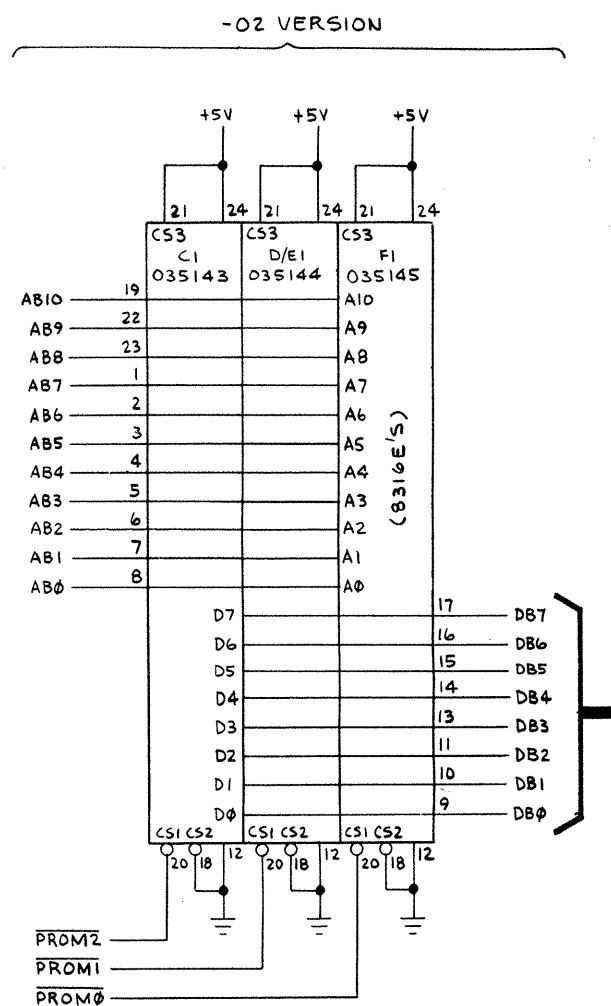 -02 VERSION
+5V +5V +5V
21 24 21 24 21 24
CS3 CS3 CS3
C1 D/E1 F1
035143 035144 035145
AB10 19 A10
AB9 22 A9
AB8 23 A8
AB7 1 A7
AB6 2 A6
AB5 3 A5
AB4 4 A4
AB3 5 A3
AB2 6 A2
AB1 7 A1
ABØ 8 AØ
(8316E'S)
D7 17 DB7
D6 16 DB6
D5 15 DB5
D4 14 DB4
D3 13 DB3
D2 11 DB2
D1 10 DB1
DØ 9 DBØ
CS1 CS2 CS1 CS2 CS1 CS2
20 18 12 20 18 12 20 18 12
PROM2
PROM1
PROMØ